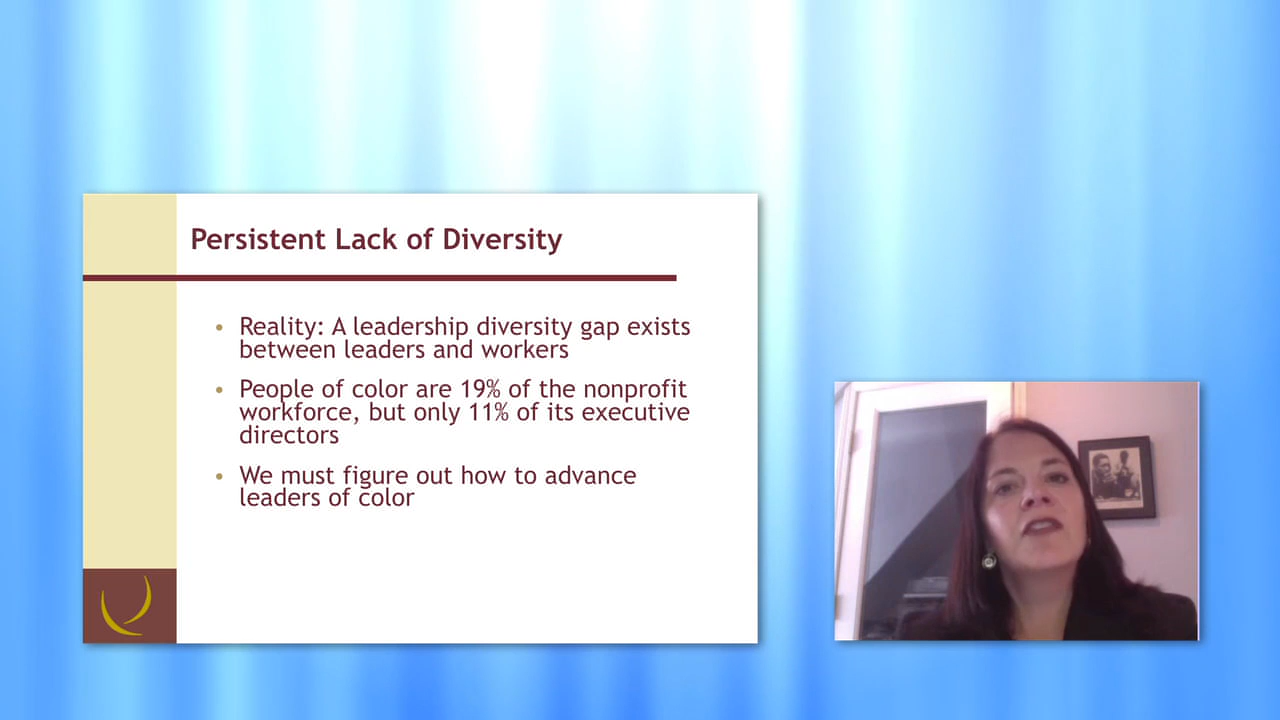 Persistent Lack of Diversity
• Reality: A leadership diversity gap exists
between leaders and workers
• People of color are 19% of the nonprofit
workforce, but only 11% of its executive
directors
• We must figure out how to advance
leaders of color